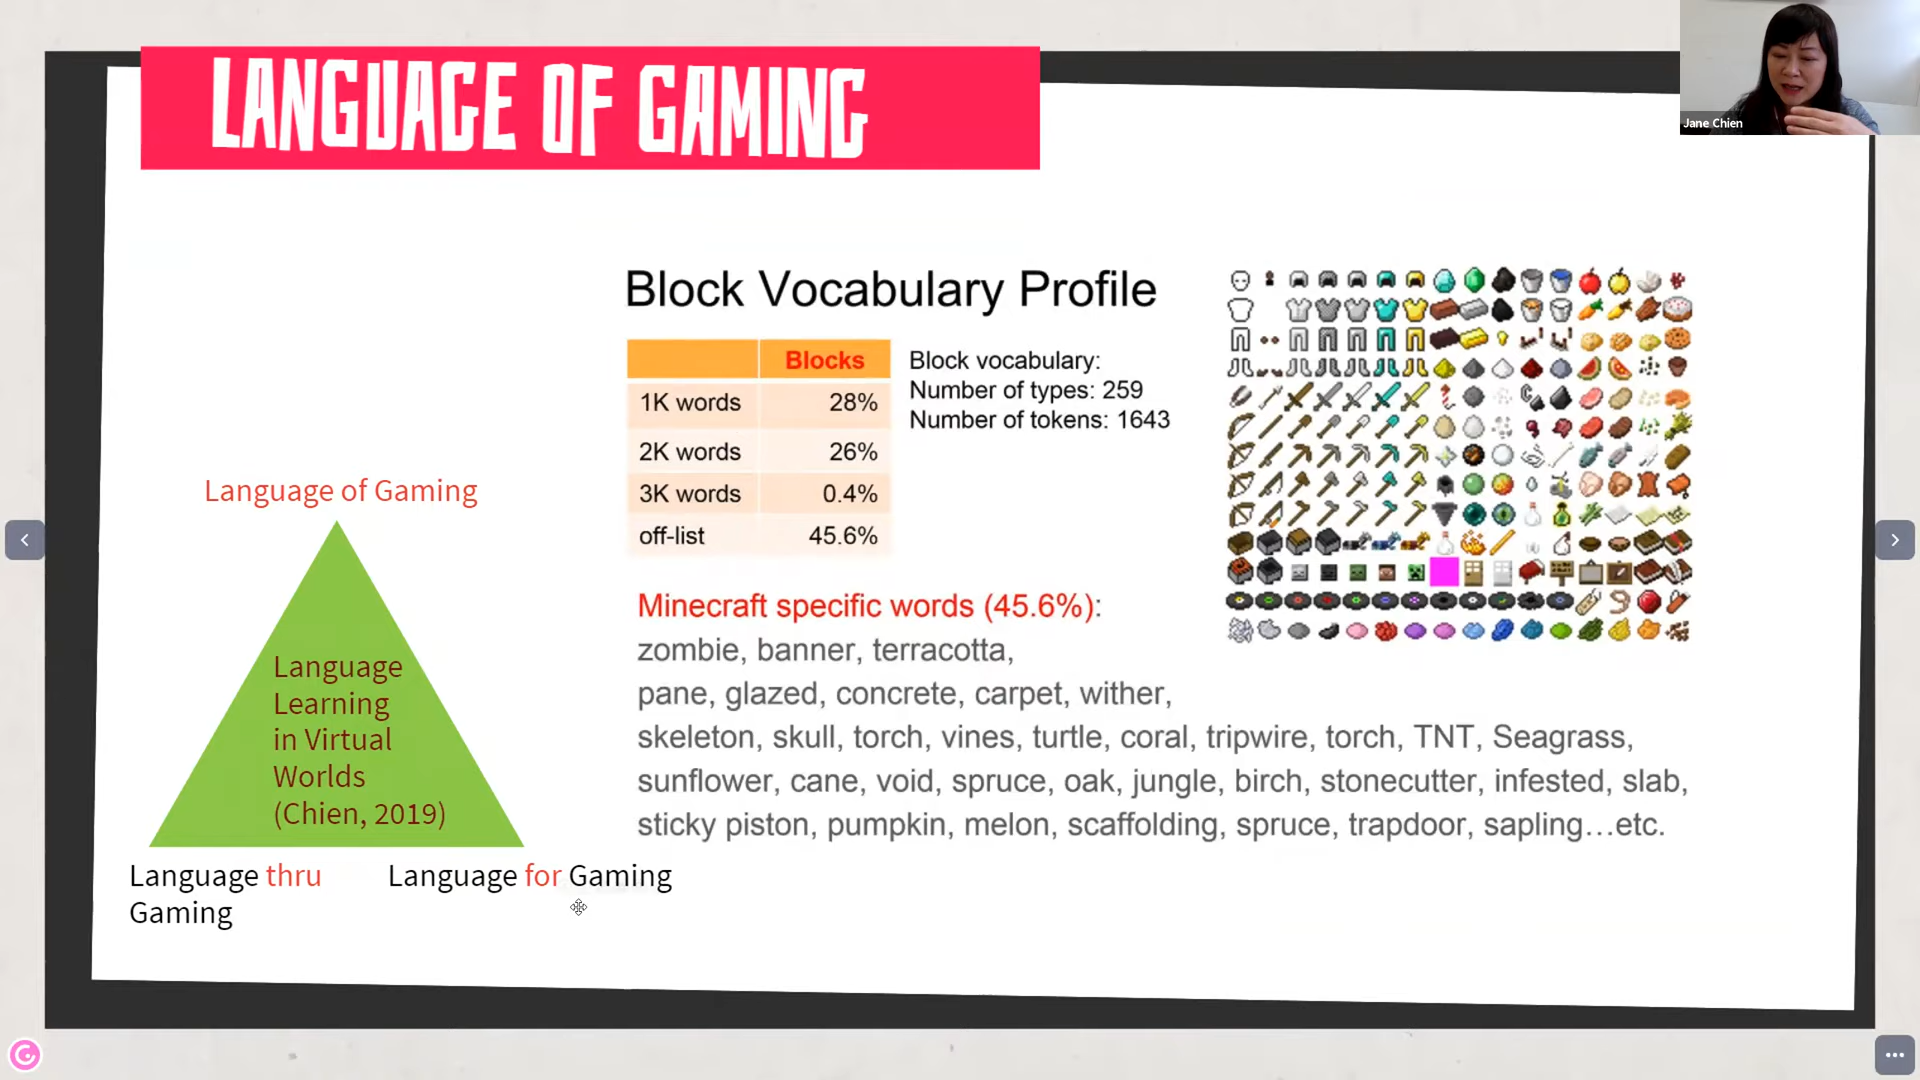 LANGUAGE OF GAMING
Jane Chien
Block Vocabulary Profile
Blocks
1K words 28%
2K words 26%
3K words 0.4%
off-list 45.6%
Block vocabulary:
Number of types: 259
Number of tokens: 1643
Minecraft specific words (45.6%):
zombie, banner, terracotta,
pane, glazed, concrete, carpet, wither,
skeleton, skull, torch, vines, turtle, coral, tripwire, torch, TNT, Seagrass,
sunflower, cane, void, spruce, oak, jungle, birch, stonecutter, infested, slab,
sticky piston, pumpkin, melon, scaffolding, spruce, trapdoor, sapling…etc.
Language of Gaming
Language
Learning
in Virtual
Worlds
(Chien, 2019)
Language thru
Gaming
Language for Gaming